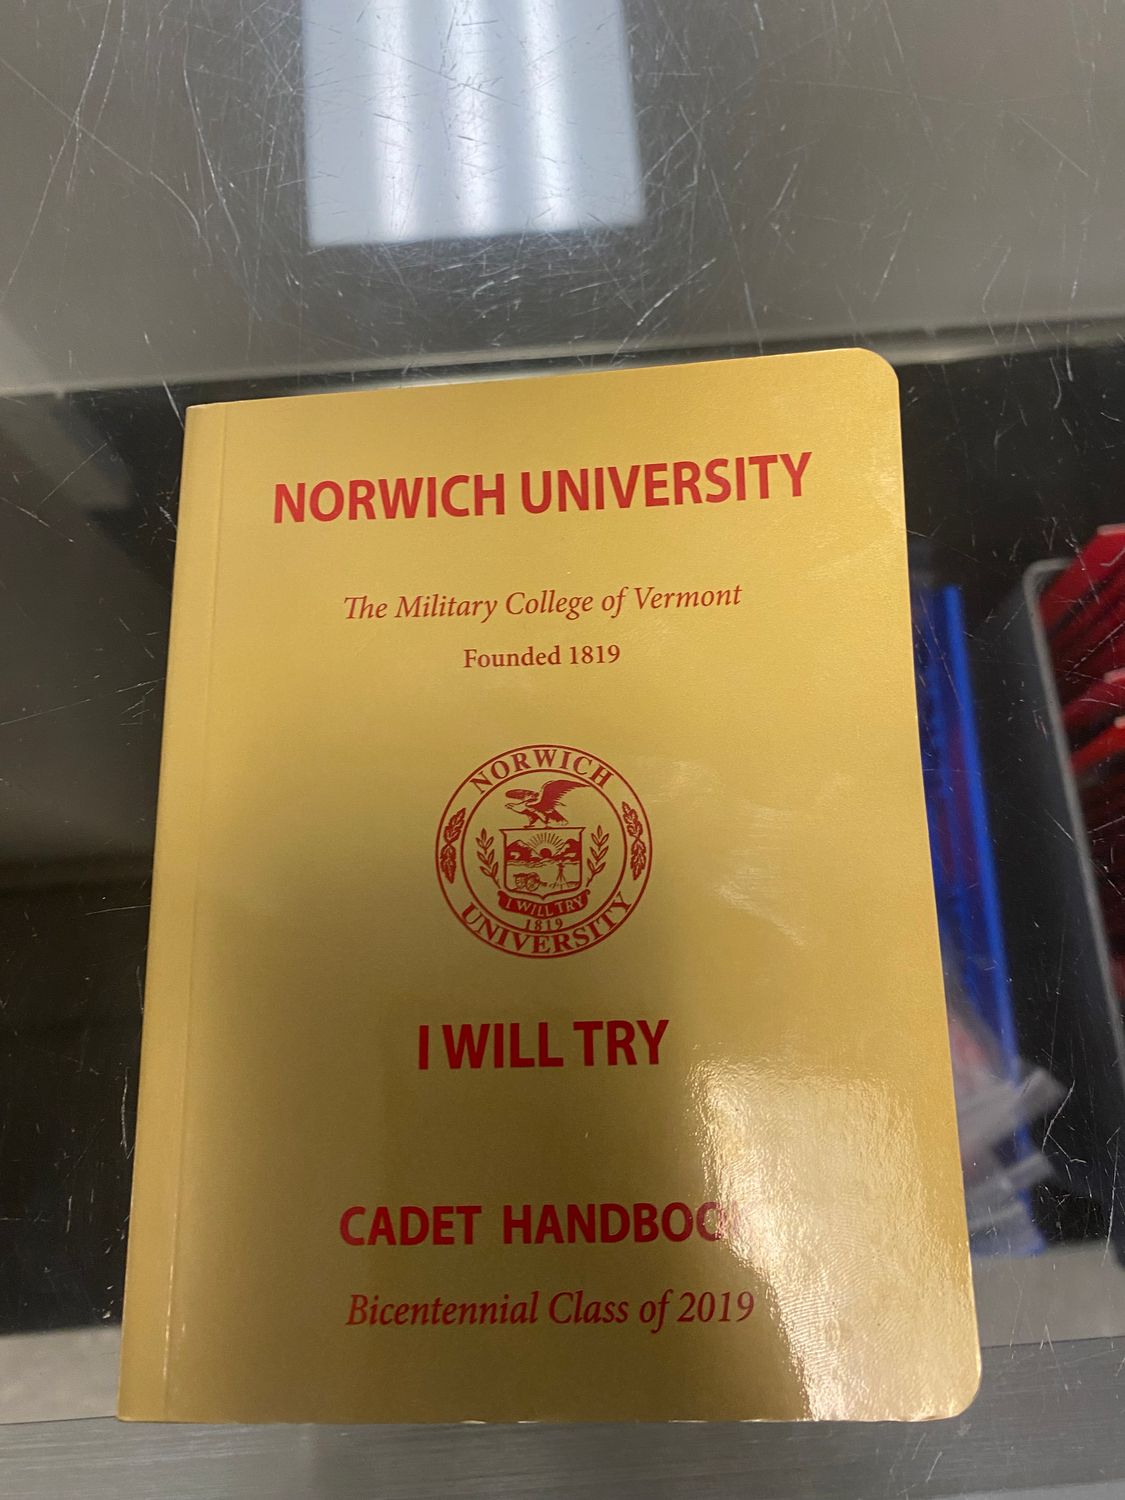 NORWICH UNIVERSITY
The Military College of Vermont
Founded 1819
NORWICH
I WILL TRY
1819
UNIVERSITY
I WILL TRY
CADET HANDBOOK
Bicentennial Class of 2019